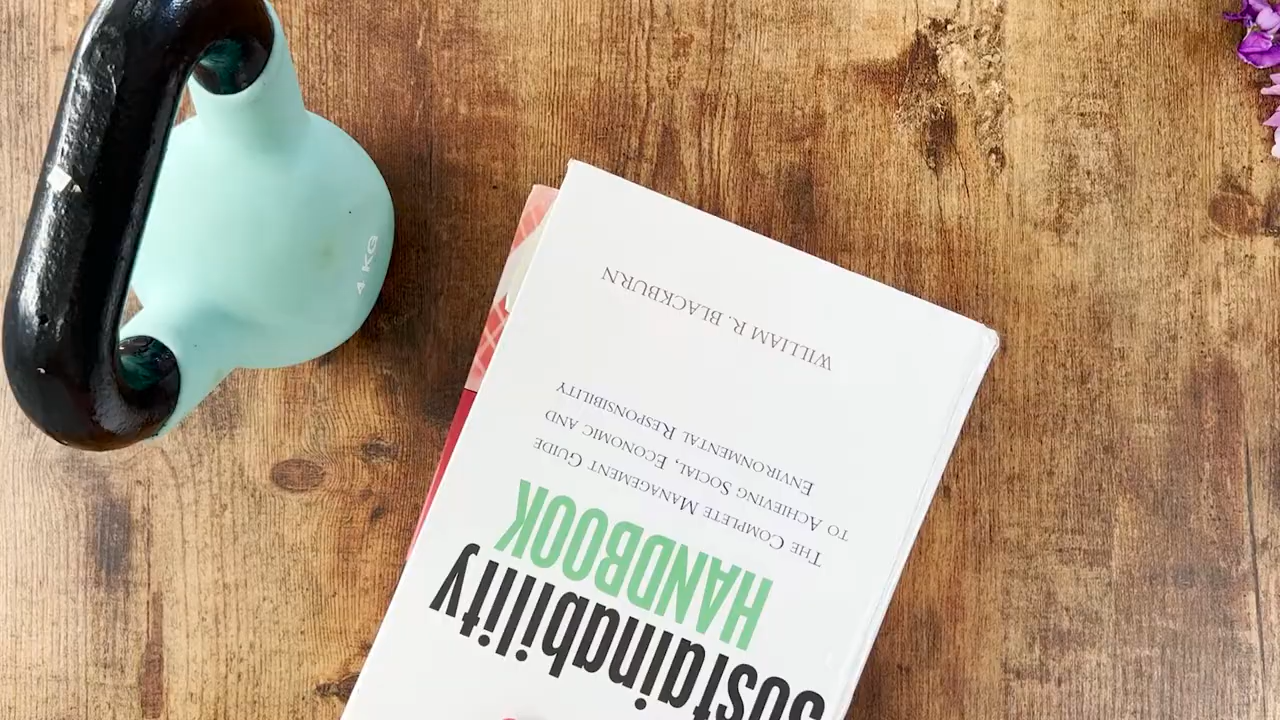 4 KG
Sustainability
HANDBOOK
THE COMPLETE MANAGEMENT GUIDE
TO ACHIEVING SOCIAL, ECONOMIC AND
ENVIRONMENTAL RESPONSIBILITY
WILLIAM R. BLACKBURN